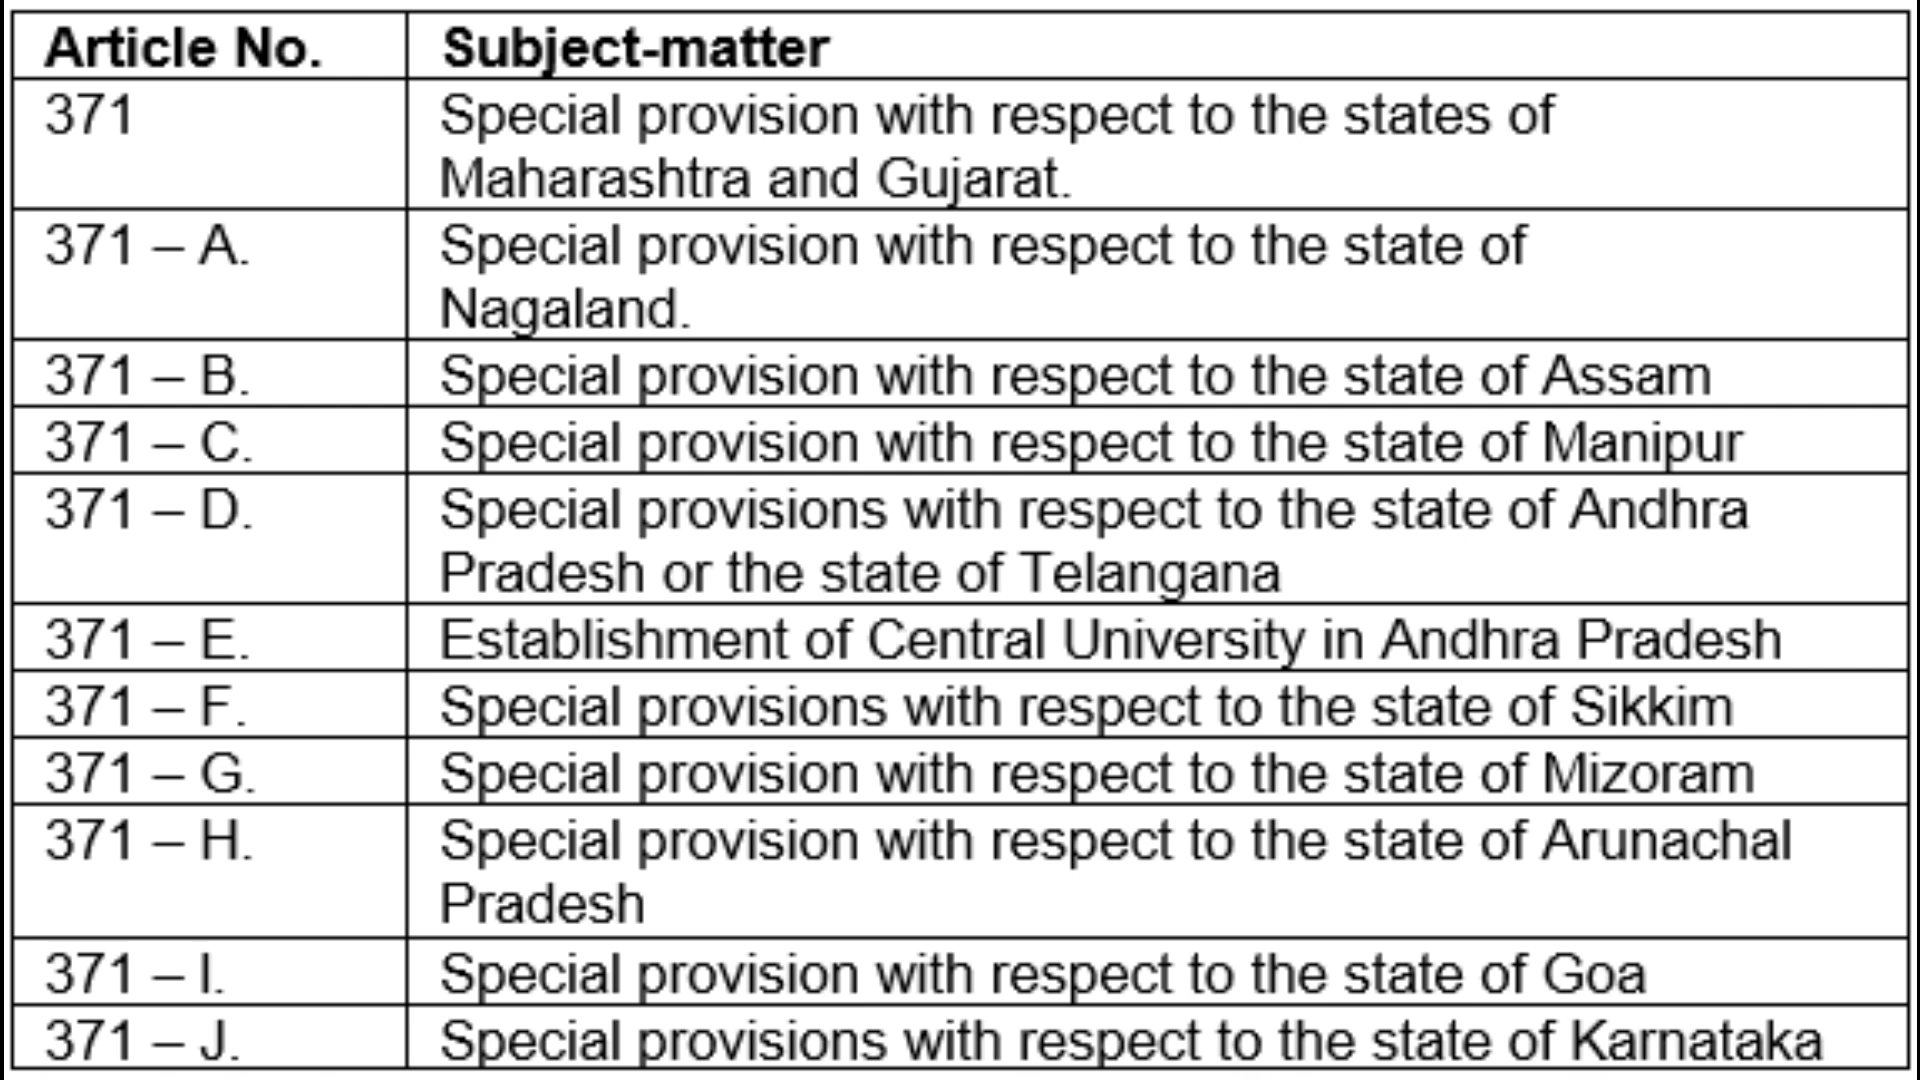 Article No. Subject-matter
371 Special provision with respect to the states of
Maharashtra and Gujarat.
371 – A. Special provision with respect to the state of
Nagaland.
371 – B. Special provision with respect to the state of Assam
371 – C. Special provision with respect to the state of Manipur
371 – D. Special provisions with respect to the state of Andhra
Pradesh or the state of Telangana
371 – E. Establishment of Central University in Andhra Pradesh
371 – F. Special provisions with respect to the state of Sikkim
371 – G. Special provision with respect to the state of Mizoram
371 – H. Special provision with respect to the state of Arunachal
Pradesh
371 – I. Special provision with respect to the state of Goa
371 – J. Special provisions with respect to the state of Karnataka